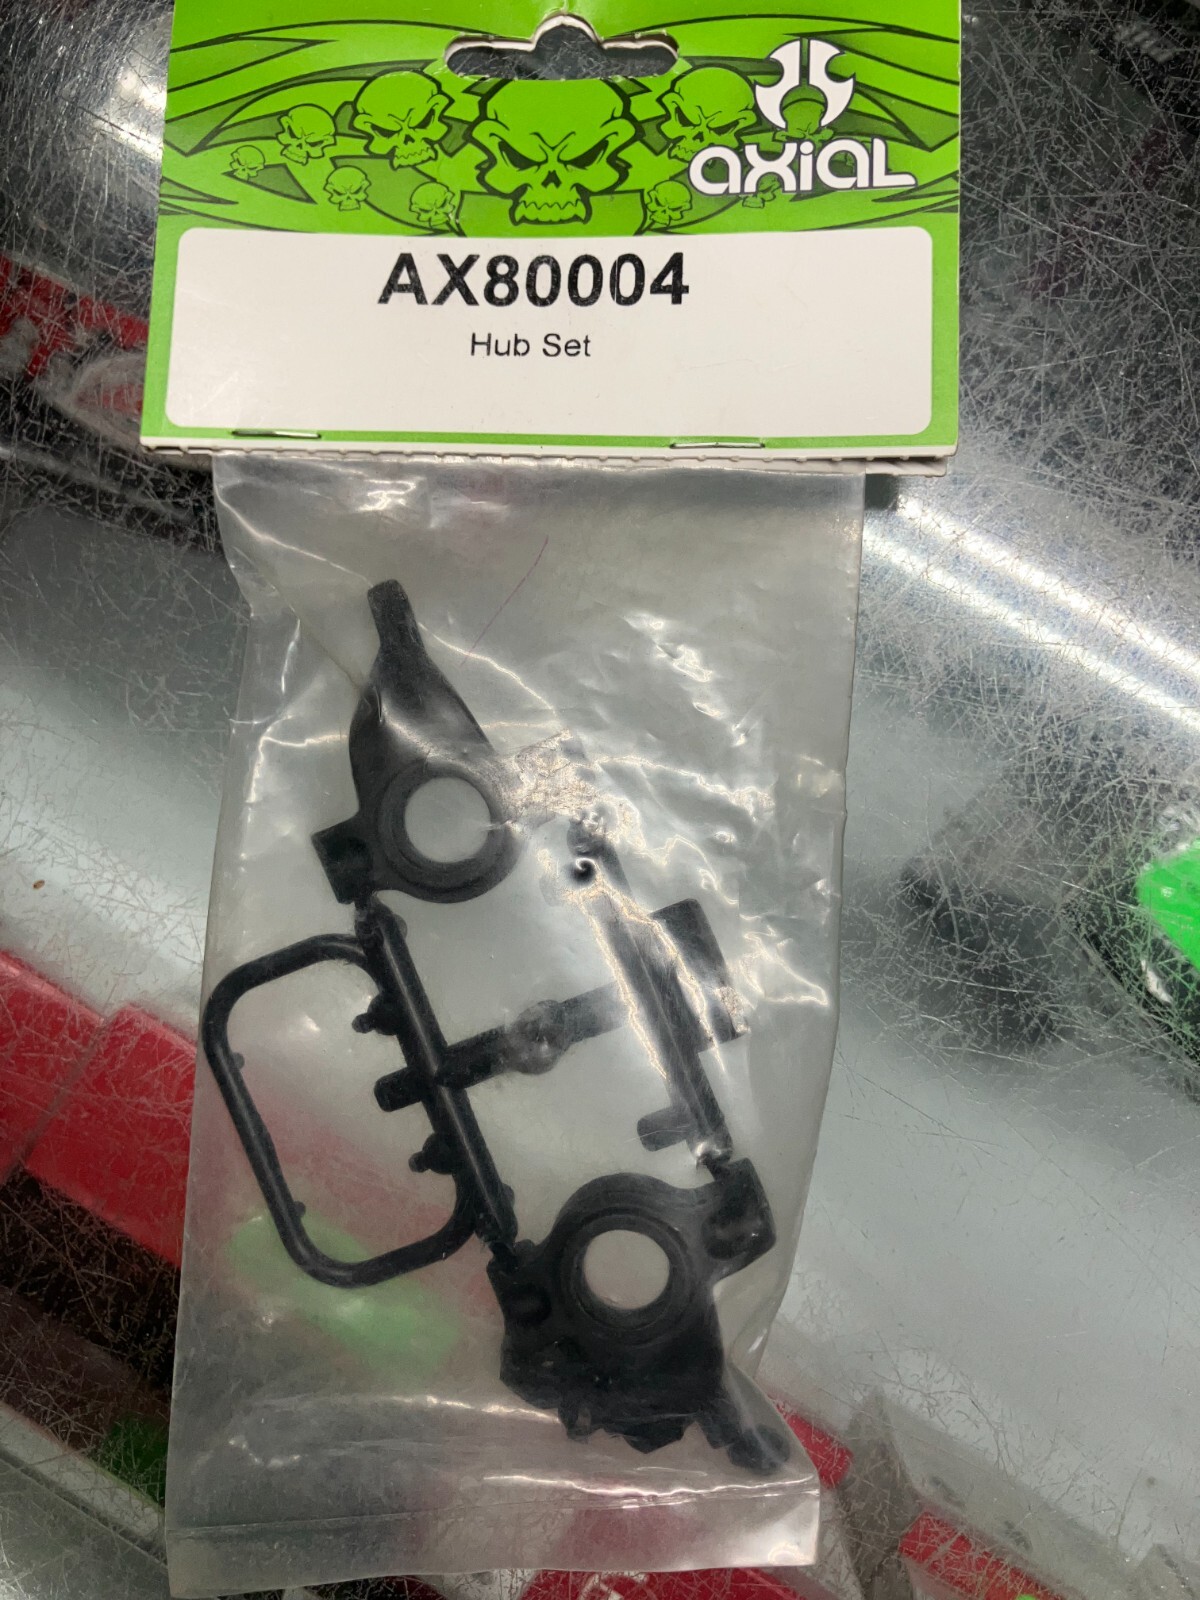 axiaL
AX80004
Hub Set